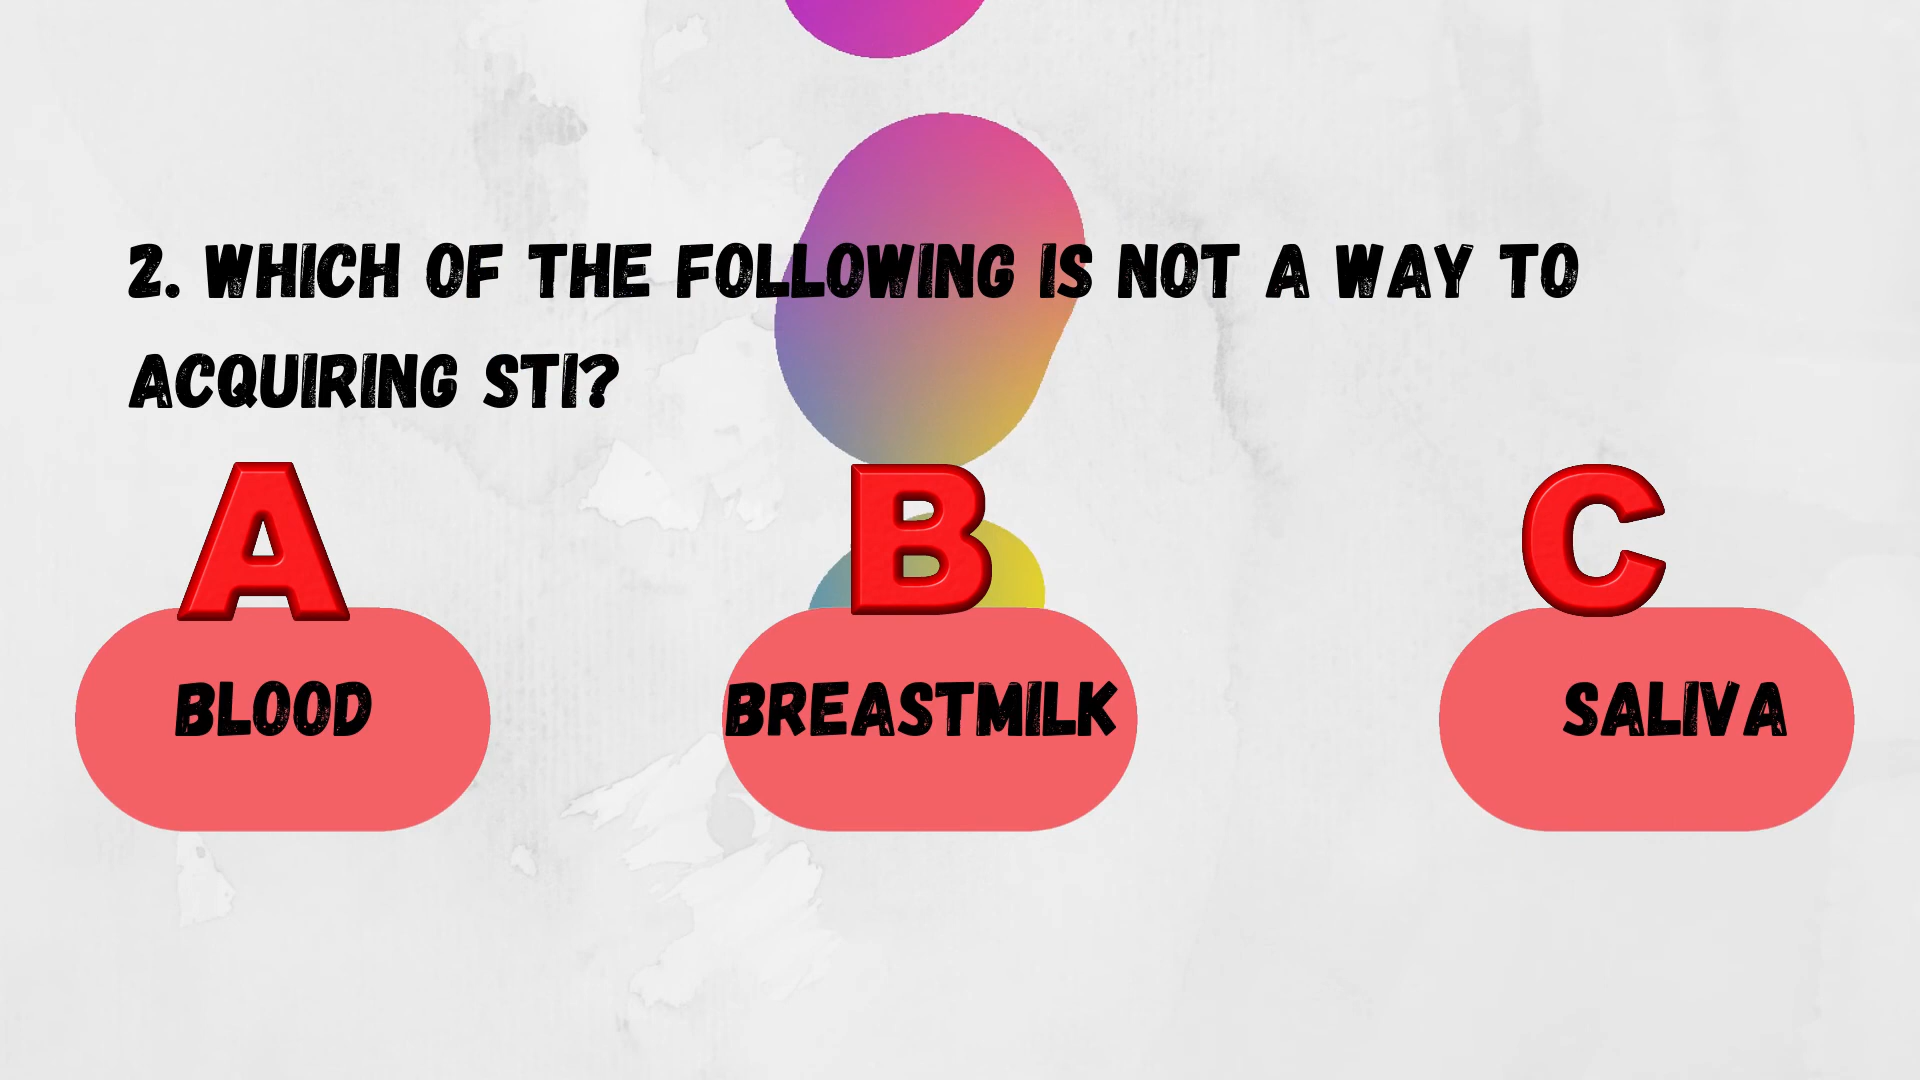 2. WHICH OF THE FOLLOWING IS NOT A WAY TO
ACQUIRING STI?
A
B
C
BLOOD
BREASTMILK
SALIVA